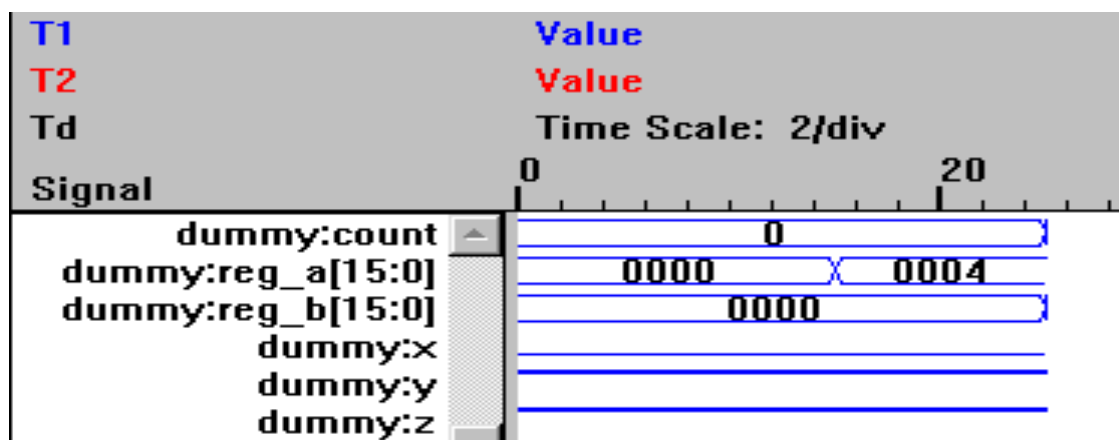 T1 Value
T2 Value
Td Time Scale: 2/div
Signal 0 20
dummy:count 0
dummy:reg_a[15:0] 0000 0004
dummy:reg_b[15:0] 0000
dummy:x
dummy:y
dummy:z